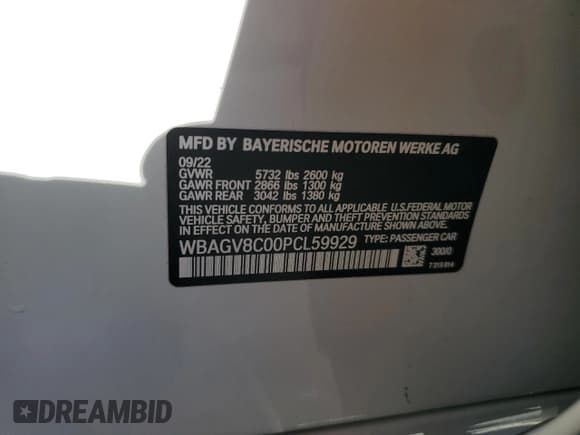 MFD BY BAYERISCHE MOTOREN WERKE AG
09/22
GVWR 5732 lbs 2600 kg
GAWR FRONT 2866 lbs 1300 kg
GAWR REAR 3042 lbs 1380 kg
THIS VEHICLE CONFORMS TO ALL APPLICABLE U.S.FEDERAL MOTOR
VEHICLE SAFETY, BUMPER AND THEFT PREVENTION STANDARDS
IN EFFECT ON THE DATE OF MANUFACTURE SHOWN ABOVE.
WBAGV8C00PCL59929 TYPE: PASSENGER CAR
300/0
7319814
DREAMBID